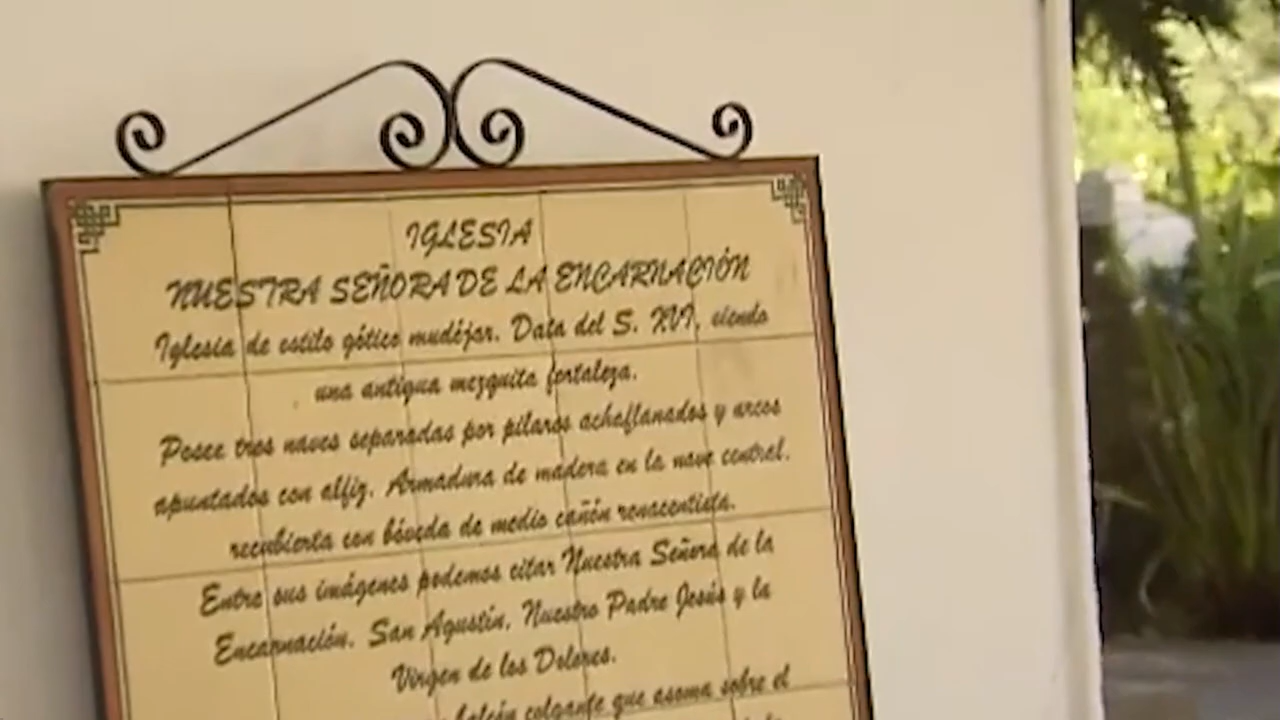 IGLESIA
NUESTRA SEÑORA DE LA ENCARNACIÓN
Iglesia de estilo gótico mudéjar. Data del S. XVI, siendo
una antigua mezquita fortaleza.
Posee tres naves separadas por pilares achaflanados y arcos
apuntados con alfiz. Armadura de madera en la nave central,
recubierta con bóveda de medio cañón renacentista.
Entre sus imágenes podemos citar Nuestra Señora de la
Encarnación, San Agustín, Nuestro Padre Jesús y la
Virgen de los Dolores.
balcón colgante que asoma sobre el